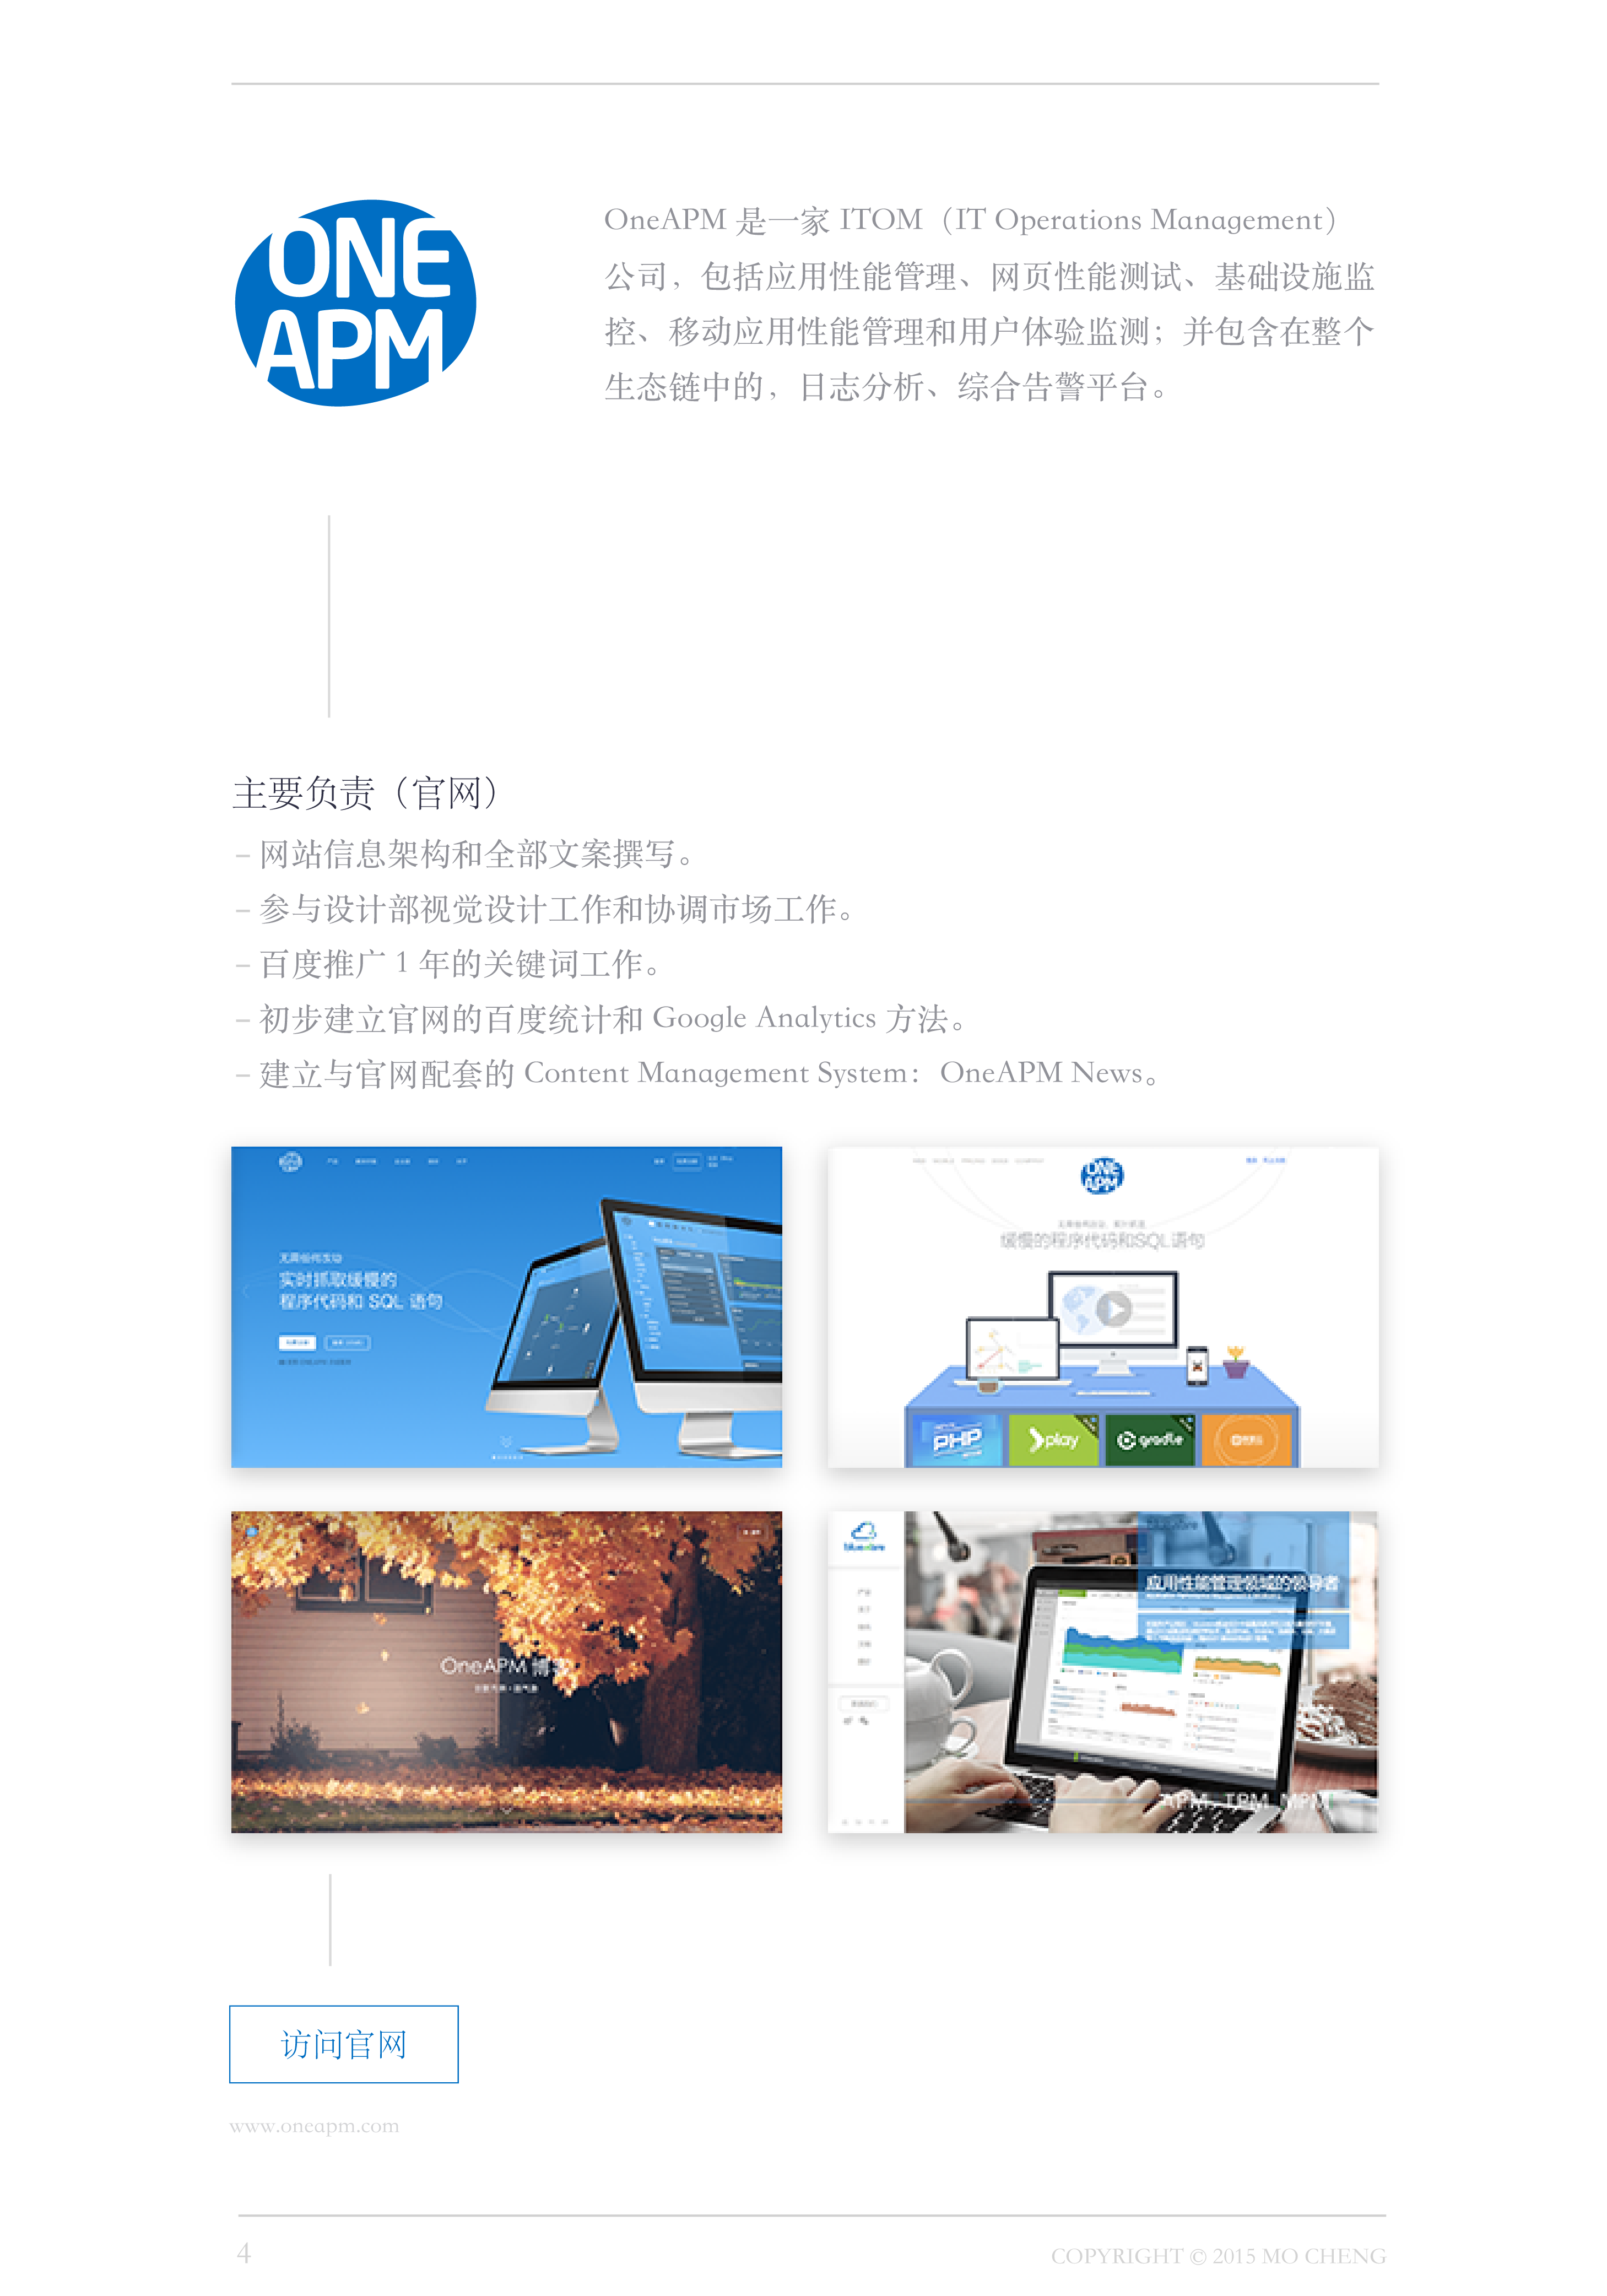 ONE
APM
OneAPM 是一家 ITOM（IT Operations Management）
公司，包括应用性能管理、网页性能测试、基础设施监
控、移动应用性能管理和用户体验监测；并包含在整个
生态链中的，日志分析、综合告警平台。
主要负责（官网）
– 网站信息架构和全部文案撰写。
– 参与设计部视觉设计工作和协调市场工作。
– 百度推广 1 年的关键词工作。
– 初步建立官网的百度统计和 Google Analytics 方法。
– 建立与官网配套的 Content Management System：OneAPM News。
无需任何改动
实时抓取缓慢的
程序代码和 SQL 语句
ONE
APM
缓慢的程序代码和SQL语句
PHP
play
gradle
OneAPM 博客
blueware
应用性能管理领域的领导者
APM TPM MPM
访问官网
www.oneapm.com
4
COPYRIGHT © 2015 MO CHENG